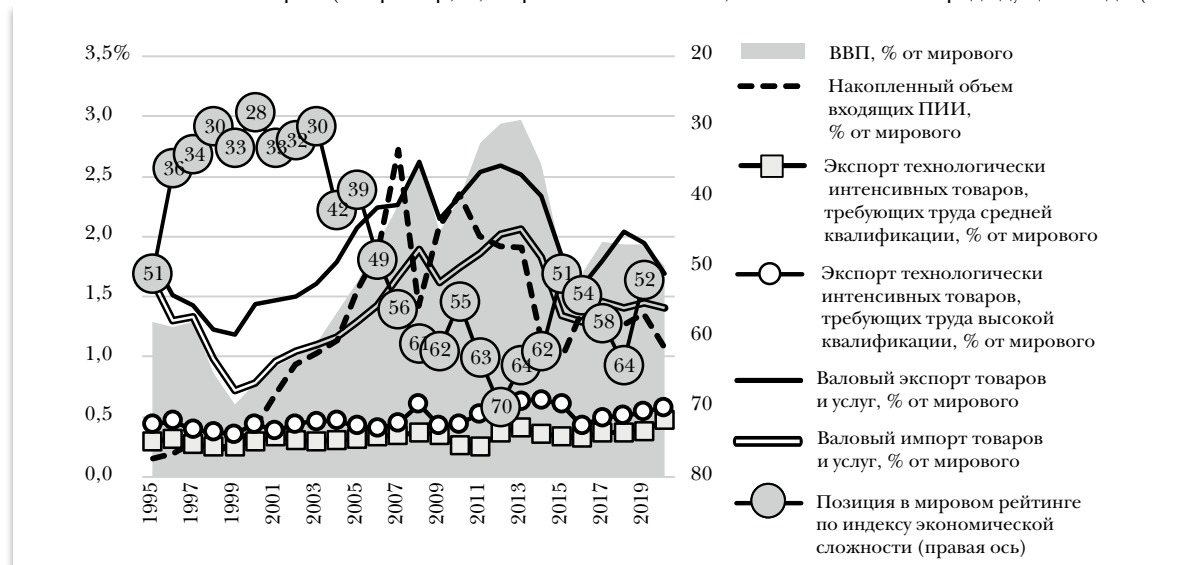 3,5%
3,0
2,5
2,0
1,5
1,0
0,5
0,0
51
36
34
30
33
28
33
32
30
42
39
49
56
61
62
55
63
70
64
62
51
54
58
64
52
20
30
40
50
60
70
80
1995
1997
1999
2001
2003
2005
2007
2009
2011
2013
2015
2017
2019
ВВП, % от мирового
Накопленный объем
входящих ПИИ,
% от мирового
Экспорт технологически
интенсивных товаров,
требующих труда средней
квалификации, % от мирового
Экспорт технологически
интенсивных товаров,
требующих труда высокой
квалификации, % от мирового
Валовый экспорт товаров
и услуг, % от мирового
Валовый импорт товаров
и услуг, % от мирового
Позиция в мировом рейтинге
по индексу экономической
сложности (правая ось)